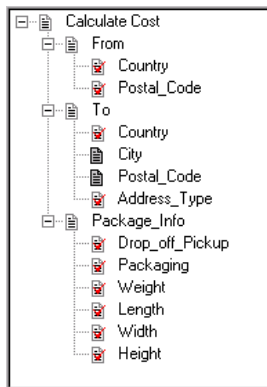 Calculate Cost
From
Country
Postal_Code
To
Country
City
Postal_Code
Address_Type
Package_Info
Drop_off_Pickup
Packaging
Weight
Length
Width
Height